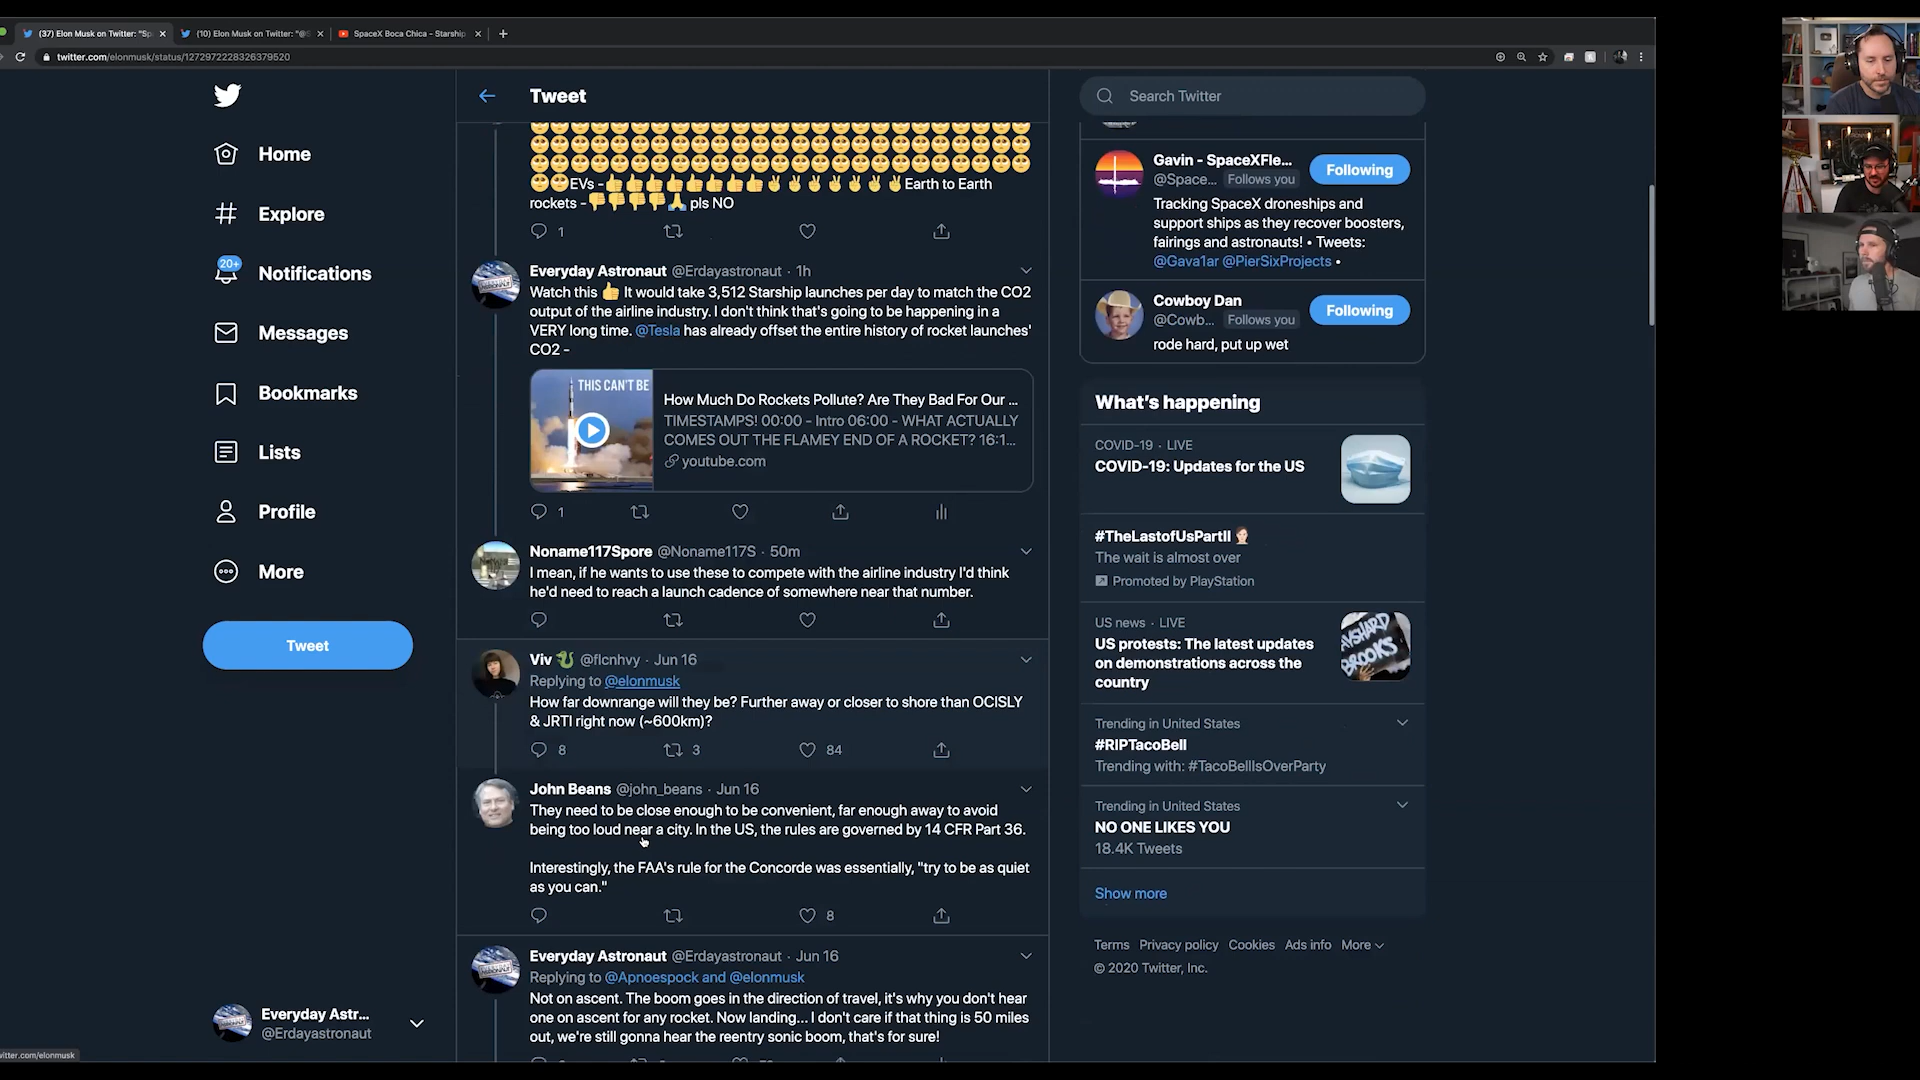 (37) Elon Musk on Twitter: "Sp
(10) Elon Musk on Twitter: "@S
SpaceX Boca Chica - Starship
twitter.com/elonmusk/status/1272972228326379520
Home
Explore
20+
Notifications
Messages
Bookmarks
Lists
Profile
More
Tweet
Everyday Astr...
@Erdayastronaut
witter.com/elonmusk
Tweet
EVs - Earth to Earth
rockets - pls NO
1
Everyday Astronaut @Erdayastronaut · 1h
Watch this 👍 It would take 3,512 Starship launches per day to match the CO2
output of the airline industry. I don't think that's going to be happening in a
VERY long time. @Tesla has already offset the entire history of rocket launches'
CO2 -
THIS CAN'T BE
How Much Do Rockets Pollute? Are They Bad For Our ...
TIMESTAMPS! 00:00 - Intro 06:00 - WHAT ACTUALLY
COMES OUT THE FLAMEY END OF A ROCKET? 16:1...
youtube.com
1
Noname117Spore @Noname117S · 50m
I mean, if he wants to use these to compete with the airline industry I'd think
he'd need to reach a launch cadence of somewhere near that number.
Viv @flcnhvy · Jun 16
Replying to @elonmusk
How far downrange will they be? Further away or closer to shore than OCISLY
& JRTI right now (~600km)?
8 3 84
John Beans @john_beans · Jun 16
They need to be close enough to be convenient, far enough away to avoid
being too loud near a city. In the US, the rules are governed by 14 CFR Part 36.
Interestingly, the FAA's rule for the Concorde was essentially, "try to be as quiet
as you can."
8
Everyday Astronaut @Erdayastronaut · Jun 16
Replying to @Apnoespock and @elonmusk
Not on ascent. The boom goes in the direction of travel, it's why you don't hear
one on ascent for any rocket. Now landing... I don't care if that thing is 50 miles
out, we're still gonna hear the reentry sonic boom, that's for sure!
Search Twitter
Gavin - SpaceXFle...
@Space... Follows you
Following
Tracking SpaceX droneships and
support ships as they recover boosters,
fairings and astronauts! • Tweets:
@Gava1ar @PierSixProjects •
Cowboy Dan
@Cowb... Follows you
Following
rode hard, put up wet
What's happening
COVID-19 · LIVE
COVID-19: Updates for the US
#TheLastofUsPartII
The wait is almost over
Promoted by PlayStation
US news · LIVE
US protests: The latest updates
on demonstrations across the
country
AYSHARD
BROOKS
Trending in United States
#RIPTacoBell
Trending with: #TacoBellIsOverParty
Trending in United States
NO ONE LIKES YOU
18.4K Tweets
Show more
Terms Privacy policy Cookies Ads info More
© 2020 Twitter, Inc.